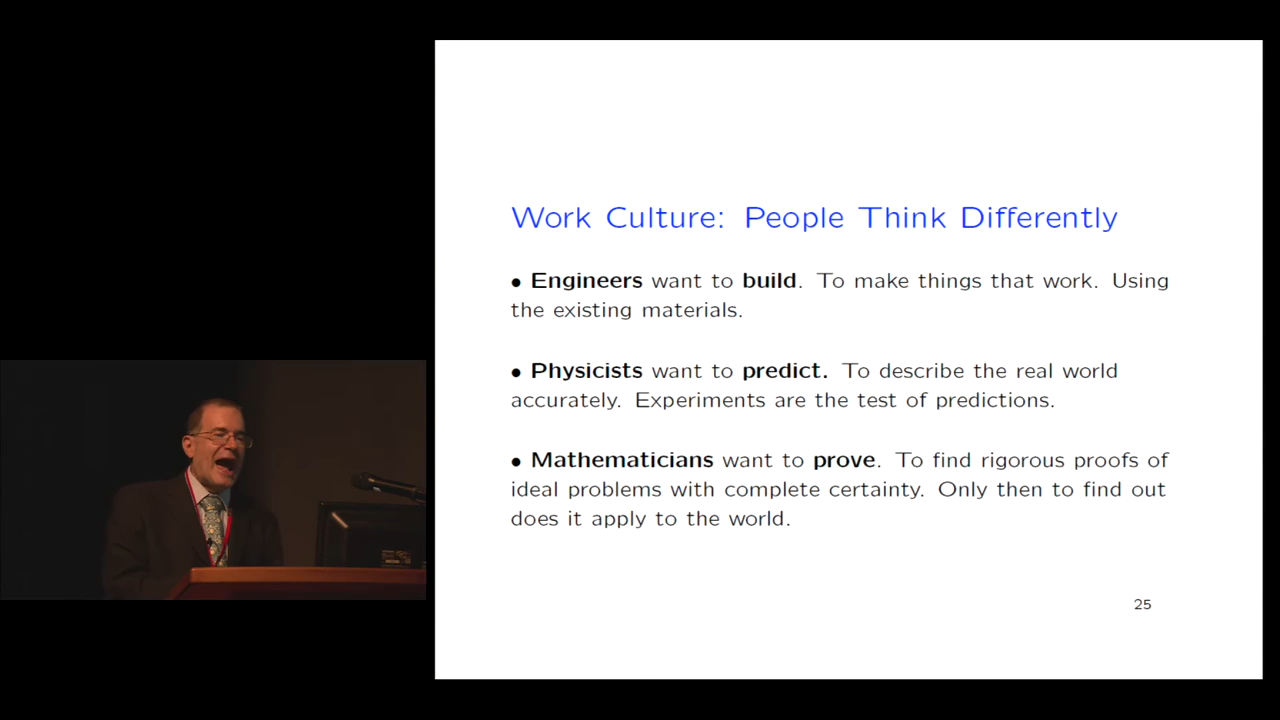 Work Culture: People Think Differently
• Engineers want to build. To make things that work. Using
the existing materials.
• Physicists want to predict. To describe the real world
accurately. Experiments are the test of predictions.
• Mathematicians want to prove. To find rigorous proofs of
ideal problems with complete certainty. Only then to find out
does it apply to the world.
25